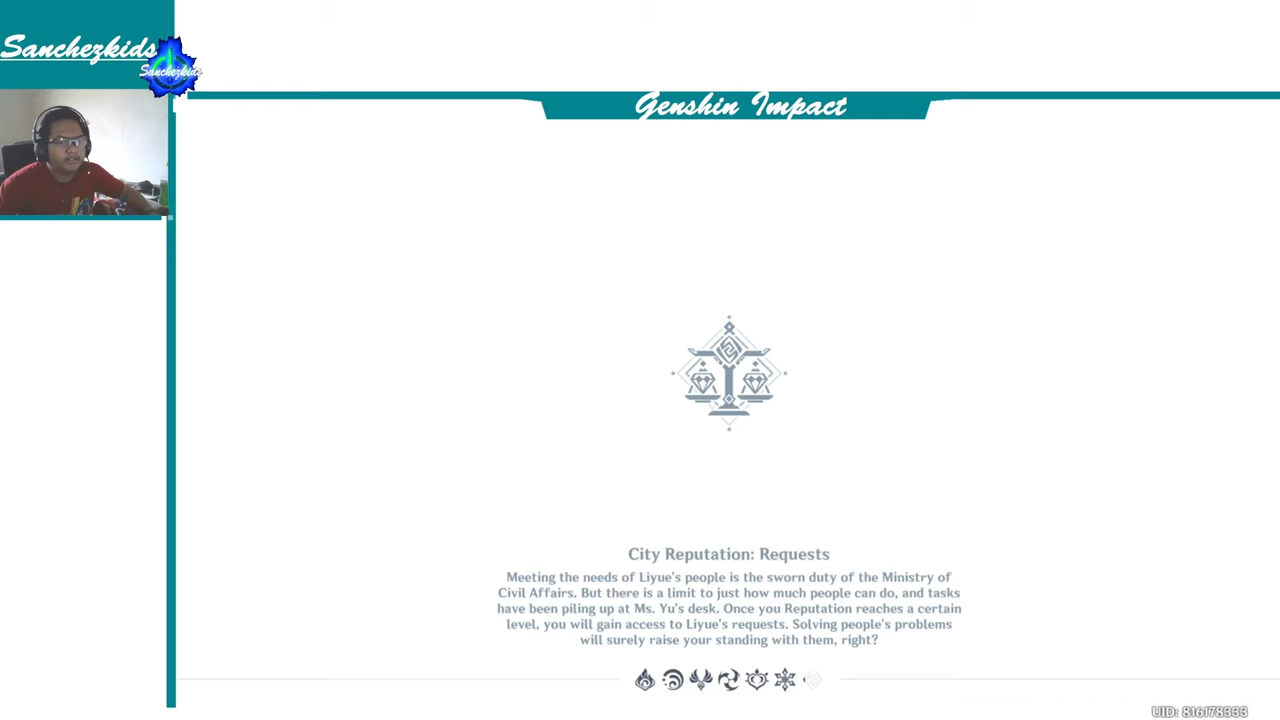 Sanchezkids
Sanchezkids
Genshin Impact
City Reputation: Requests
Meeting the needs of Liyue's people is the sworn duty of the Ministry of
Civil Affairs. But there is a limit to just how much people can do, and tasks
have been piling up at Ms. Yu's desk. Once you Reputation reaches a certain
level, you will gain access to Liyue's requests. Solving people's problems
will surely raise your standing with them, right?
UID: 816178333